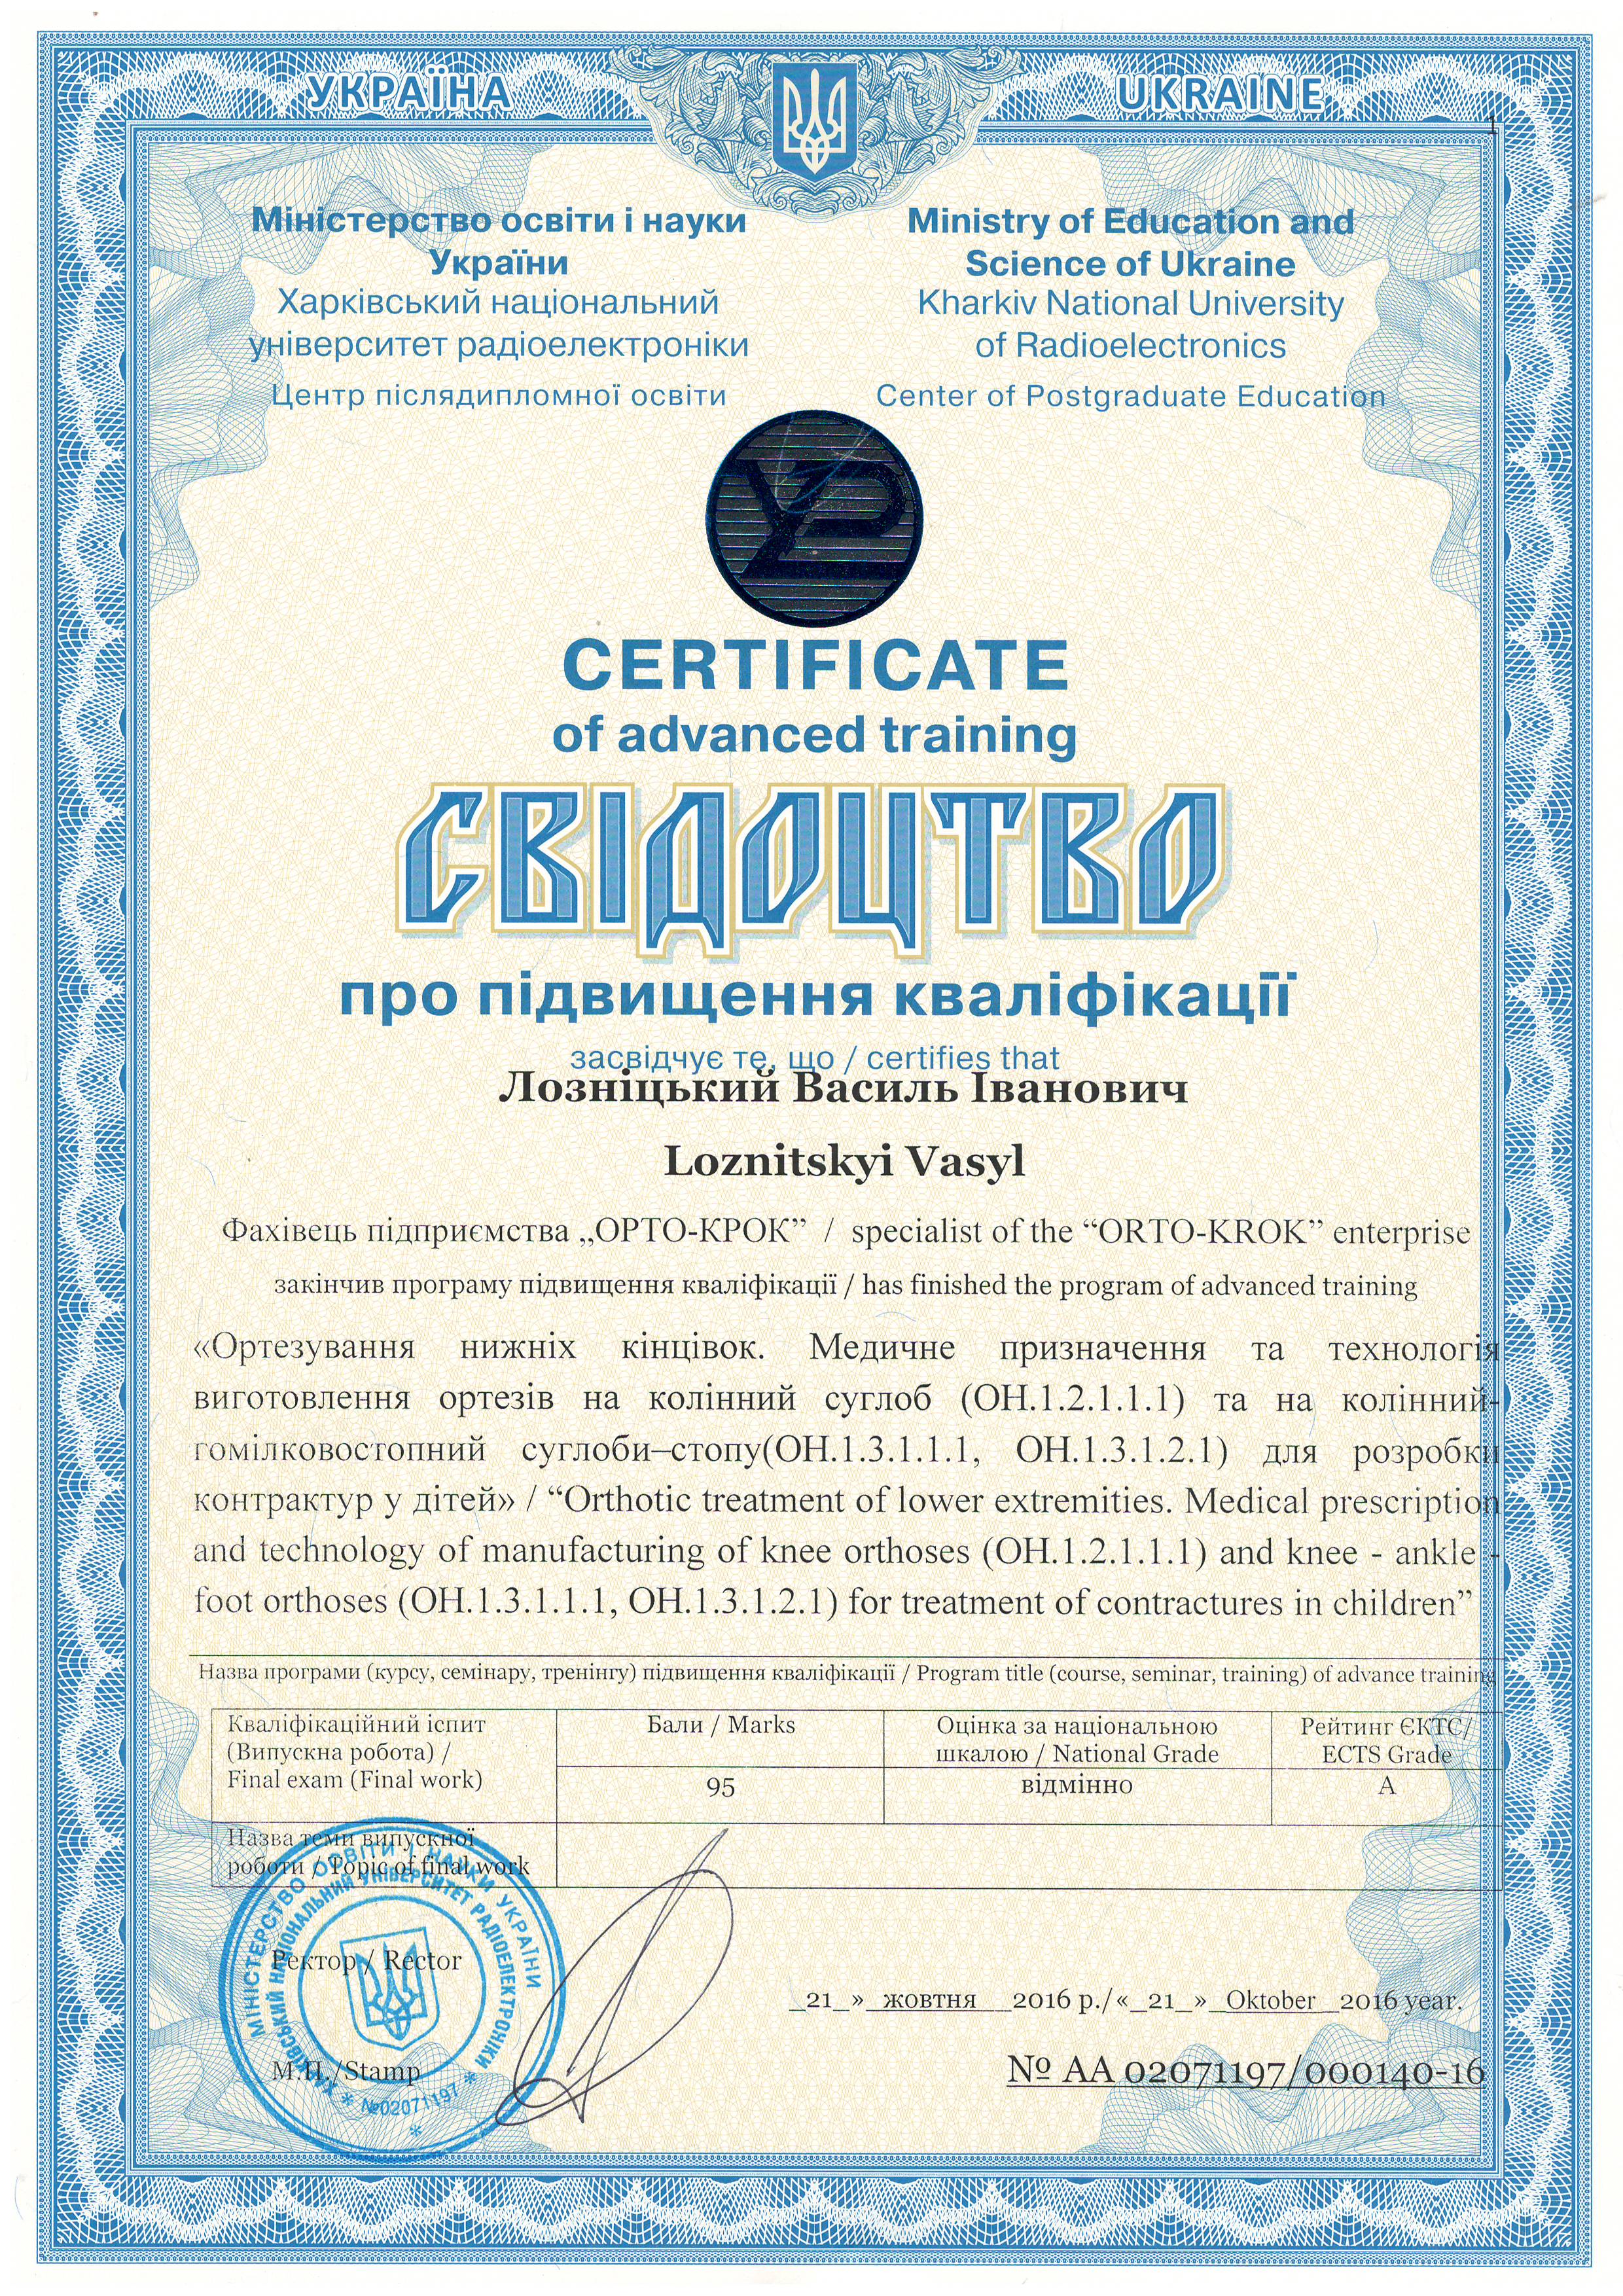 УКРАЇНА
UKRAINE
1
Міністерство освіти і науки
України
Харківський національний
університет радіоелектроніки
Центр післядипломної освіти
Ministry of Education and
Science of Ukraine
Kharkiv National University
of Radioelectronics
Center of Postgraduate Education
CERTIFICATE
of advanced training
СВІДОЦТВО
про підвищення кваліфікації
засвідчує те, що / certifies that
Лозніцький Василь Іванович
Loznitskyi Vasyl
Фахівець підприємства „ОРТО-КРОК” / specialist of the “ORTO-KROK” enterprise
закінчив програму підвищення кваліфікації / has finished the program of advanced training
«Ортезування нижніх кінцівок. Медичне призначення та технологія
виготовлення ортезів на колінний суглоб (ОН.1.2.1.1.1) та на колінний-
гомілковостопний суглоби–стопу(ОН.1.3.1.1.1, ОН.1.3.1.2.1) для розробки
контрактур у дітей» / “Orthotic treatment of lower extremities. Medical prescription
and technology of manufacturing of knee orthoses (OH.1.2.1.1.1) and knee - ankle -
foot orthoses (OH.1.3.1.1.1, OH.1.3.1.2.1) for treatment of contractures in children”
Назва програми (курсу, семінару, тренінгу) підвищення кваліфікації / Program title (course, seminar, training) of advance training
Кваліфікаційний іспит
(Випускна робота) /
Final exam (Final work)
Бали / Marks
Оцінка за національною
шкалою / National Grade
Рейтинг ЄКТС/
ECTS Grade
95
відмінно
A
Назва теми випускної
роботи / Topic of final work
МІНІСТЕРСТВО ОСВІТИ І НАУКИ УКРАЇНИ
ХАРКІВСЬКИЙ НАЦІОНАЛЬНИЙ УНІВЕРСИТЕТ РАДІОЕЛЕКТРОНІКИ
№02071197
Ректор / Rector
_21_»_жовтня___2016 р./«_21_»_Oktober__2016 year.
М.П./Stamp
№ АА 02071197/000140-16